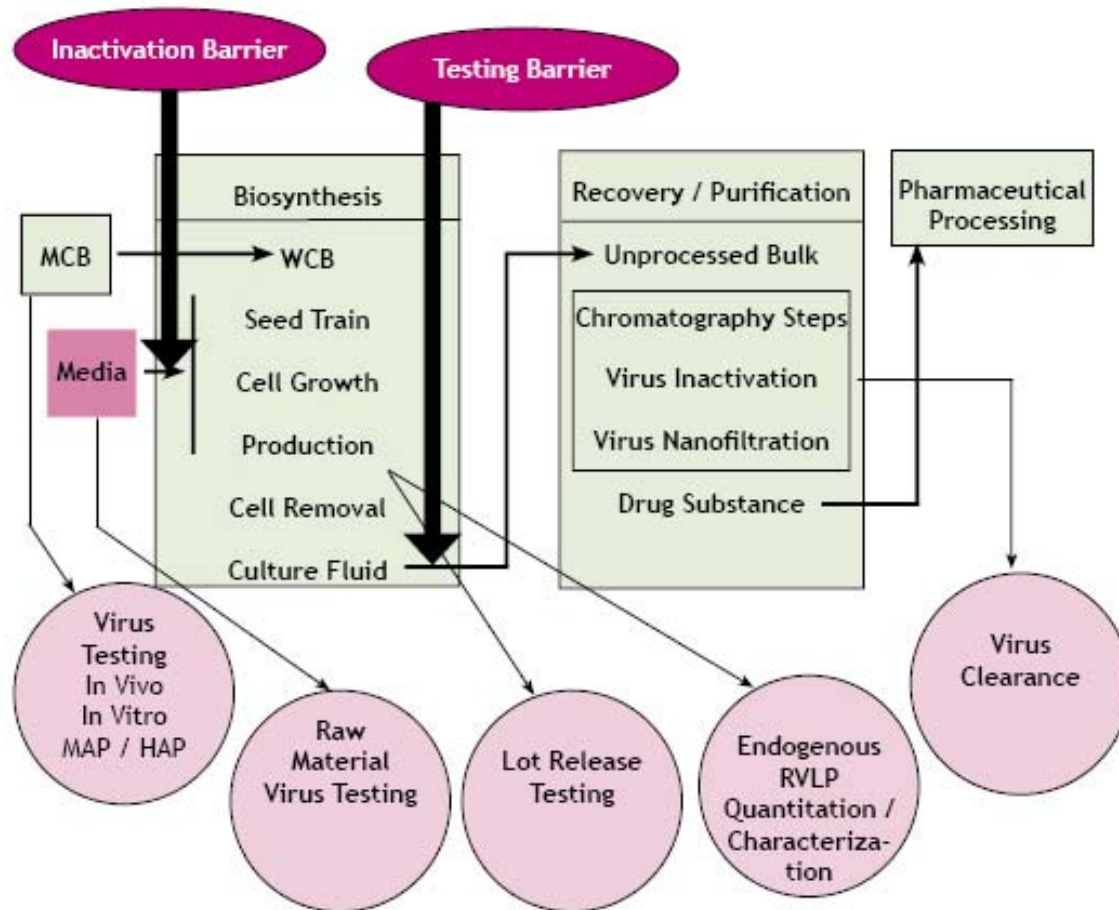 Inactivation Barrier
Testing Barrier
Biosynthesis
WCB
Seed Train
Cell Growth
Production
Cell Removal
Culture Fluid
MCB
Media
Recovery / Purification
Unprocessed Bulk
Chromatography Steps
Virus Inactivation
Virus Nanofiltration
Drug Substance
Pharmaceutical
Processing
Virus
Testing
In Vivo
In Vitro
MAP / HAP
Raw
Material
Virus Testing
Lot Release
Testing
Endogenous
RVLP
Quantitation /
Characteriza-
tion
Virus
Clearance